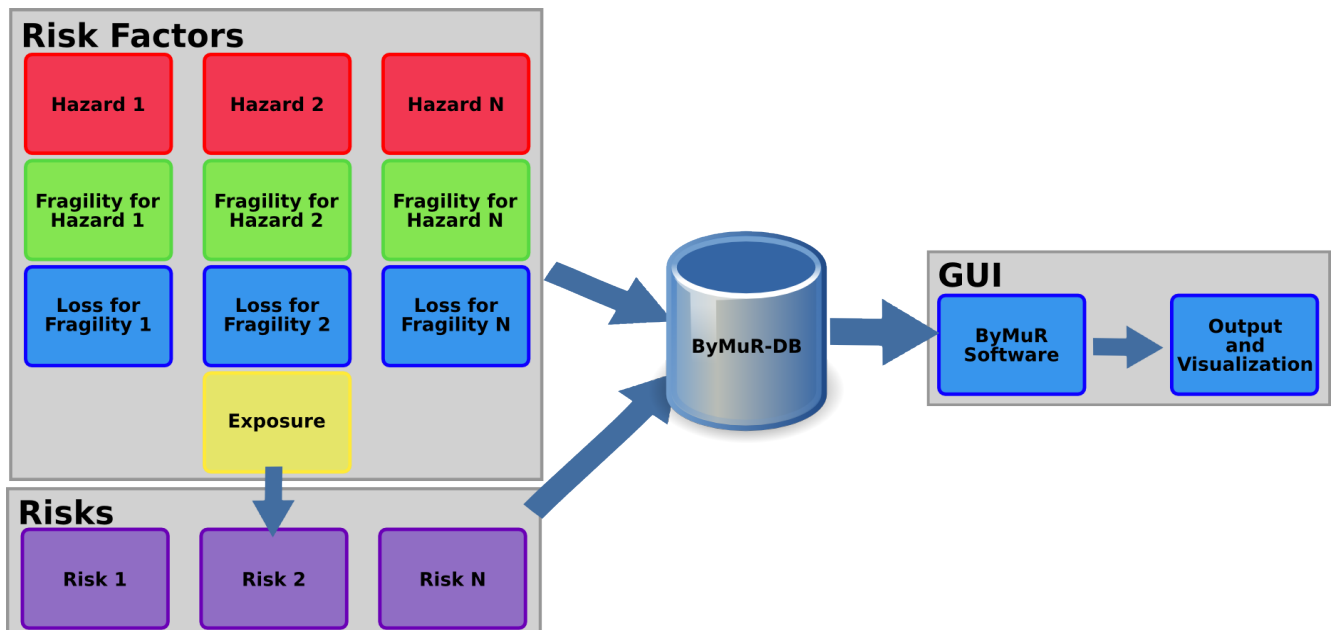 Risk Factors
Hazard 1
Hazard 2
Hazard N
Fragility for
Hazard 1
Fragility for
Hazard 2
Fragility for
Hazard N
Loss for
Fragility 1
Loss for
Fragility 2
Loss for
Fragility N
Exposure
Risks
Risk 1
Risk 2
Risk N
ByMuR-DB
GUI
ByMuR
Software
Output
and
Visualization